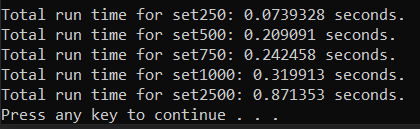 Total run time for set250: 0.0739328 seconds.
Total run time for set500: 0.209091 seconds.
Total run time for set750: 0.242458 seconds.
Total run time for set1000: 0.319913 seconds.
Total run time for set2500: 0.871353 seconds.
Press any key to continue . . .